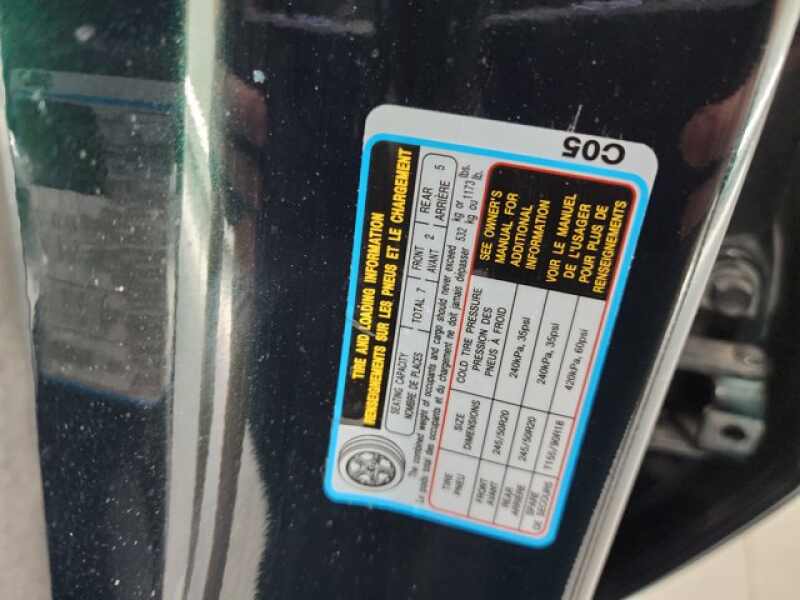 TIRE AND LOADING INFORMATION
RENSEIGNEMENTS SUR LES PNEUS ET LE CHARGEMENT
SEATING CAPACITY TOTAL 7 FRONT 2 REAR 5
NOMBRE DE PLACES AVANT ARRIÈRE
The combined weight of occupants and cargo should never exceed 532 kg or 1173 lbs.
Le poids total des occupants et du chargement ne doit jamais dépasser kg ou lb.
TIRE SIZE COLD TIRE PRESSURE
PNEU DIMENSIONS PRESSION DES
PNEUS À FROID
FRONT 245/50R20 240kPa, 35psi
AVANT
REAR 245/50R20 240kPa, 35psi
ARRIÈRE
SPARE T155/90R18 420kPa, 60psi
DE SECOURS
SEE OWNER'S
MANUAL FOR
ADDITIONAL
INFORMATION
VOIR LE MANUEL
DE L'USAGER
POUR PLUS DE
RENSEIGNEMENTS
C05